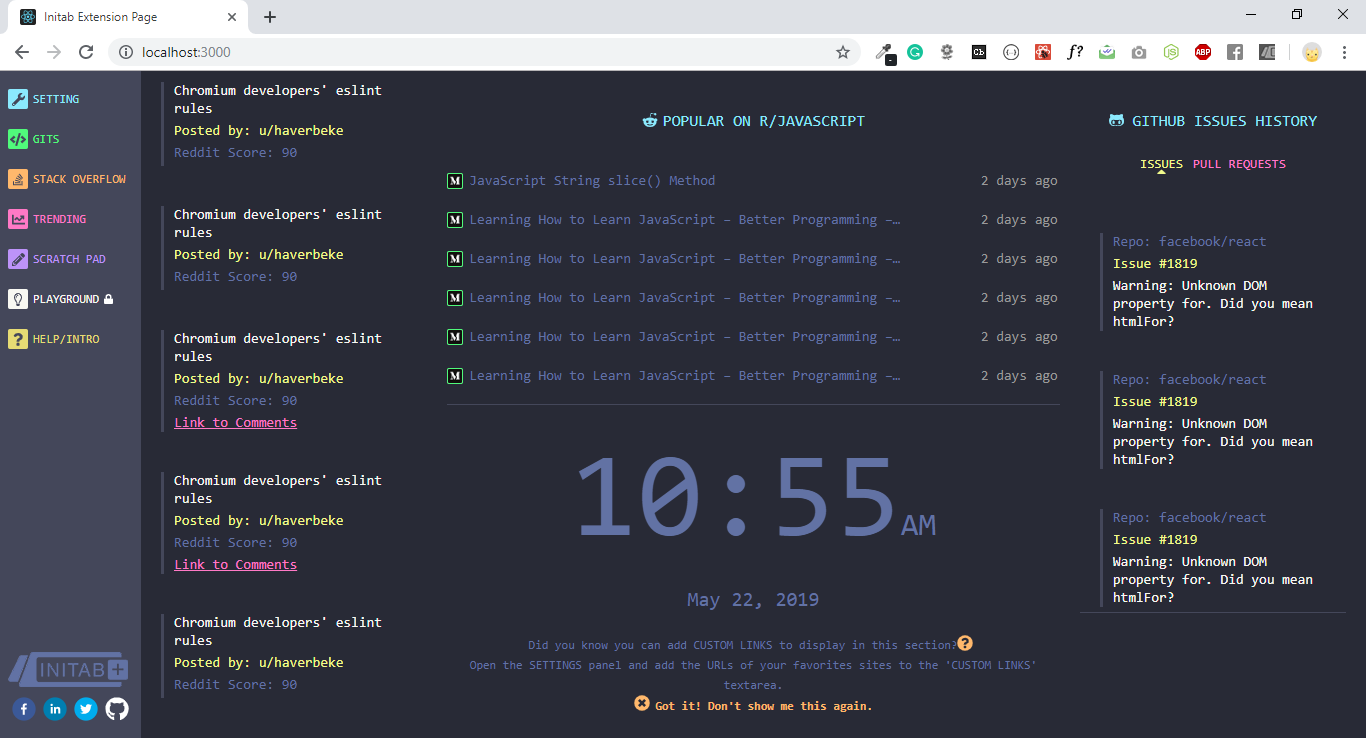 Initab Extension Page
localhost:3000
SETTING
GITS
STACK OVERFLOW
TRENDING
SCRATCH PAD
PLAYGROUND
HELP/INTRO
INITAB+
Chromium developers' eslint
rules
Posted by: u/haverbeke
Reddit Score: 90
Chromium developers' eslint
rules
Posted by: u/haverbeke
Reddit Score: 90
Chromium developers' eslint
rules
Posted by: u/haverbeke
Reddit Score: 90
Link to Comments
Chromium developers' eslint
rules
Posted by: u/haverbeke
Reddit Score: 90
Link to Comments
Chromium developers' eslint
rules
Posted by: u/haverbeke
Reddit Score: 90
POPULAR ON R/JAVASCRIPT
M JavaScript String slice() Method 2 days ago
M Learning How to Learn JavaScript – Better Programming –… 2 days ago
M Learning How to Learn JavaScript – Better Programming –… 2 days ago
M Learning How to Learn JavaScript – Better Programming –… 2 days ago
M Learning How to Learn JavaScript – Better Programming –… 2 days ago
M Learning How to Learn JavaScript – Better Programming –… 2 days ago
10:55 AM
May 22, 2019
Did you know you can add CUSTOM LINKS to display in this section?
Open the SETTINGS panel and add the URLs of your favorites sites to the 'CUSTOM LINKS'
textarea.
Got it! Don't show me this again.
GITHUB ISSUES HISTORY
ISSUES PULL REQUESTS
Repo: facebook/react
Issue #1819
Warning: Unknown DOM
property for. Did you mean
htmlFor?
Repo: facebook/react
Issue #1819
Warning: Unknown DOM
property for. Did you mean
htmlFor?
Repo: facebook/react
Issue #1819
Warning: Unknown DOM
property for. Did you mean
htmlFor?